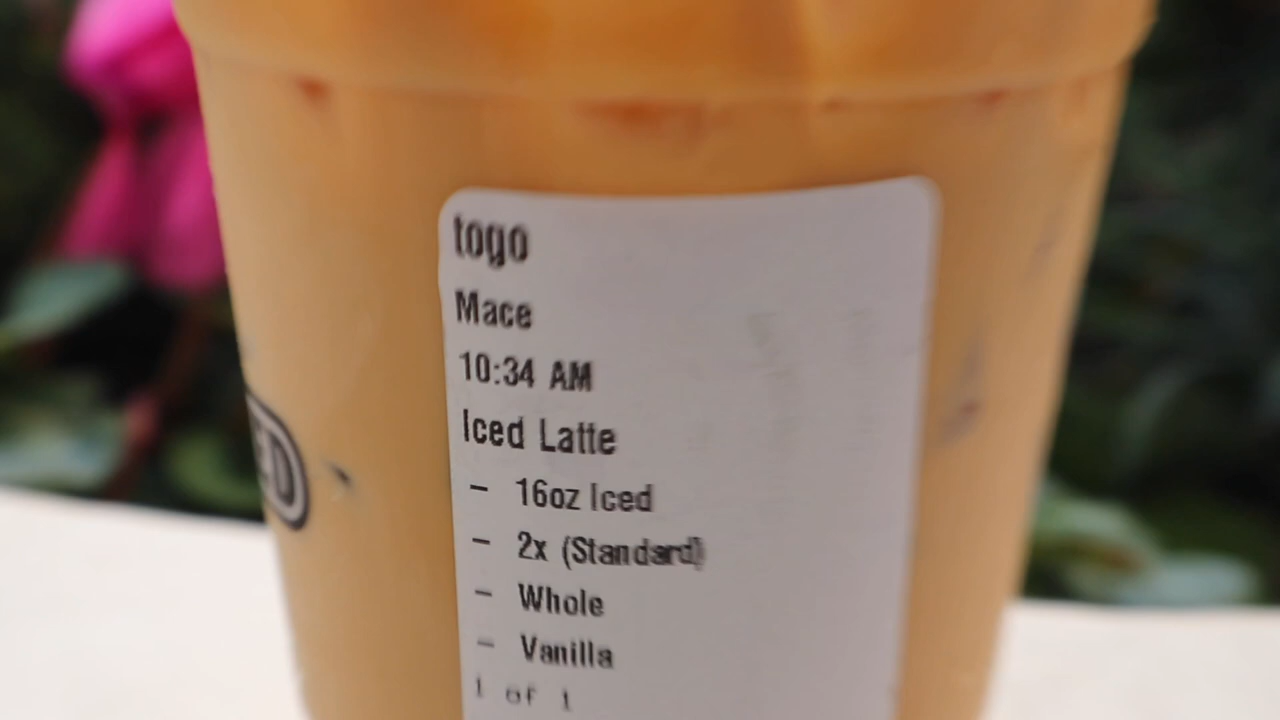 togo
Mace
10:34 AM
Iced Latte
- 16oz Iced
- 2x (Standard)
- Whole
- Vanilla
1 of 1